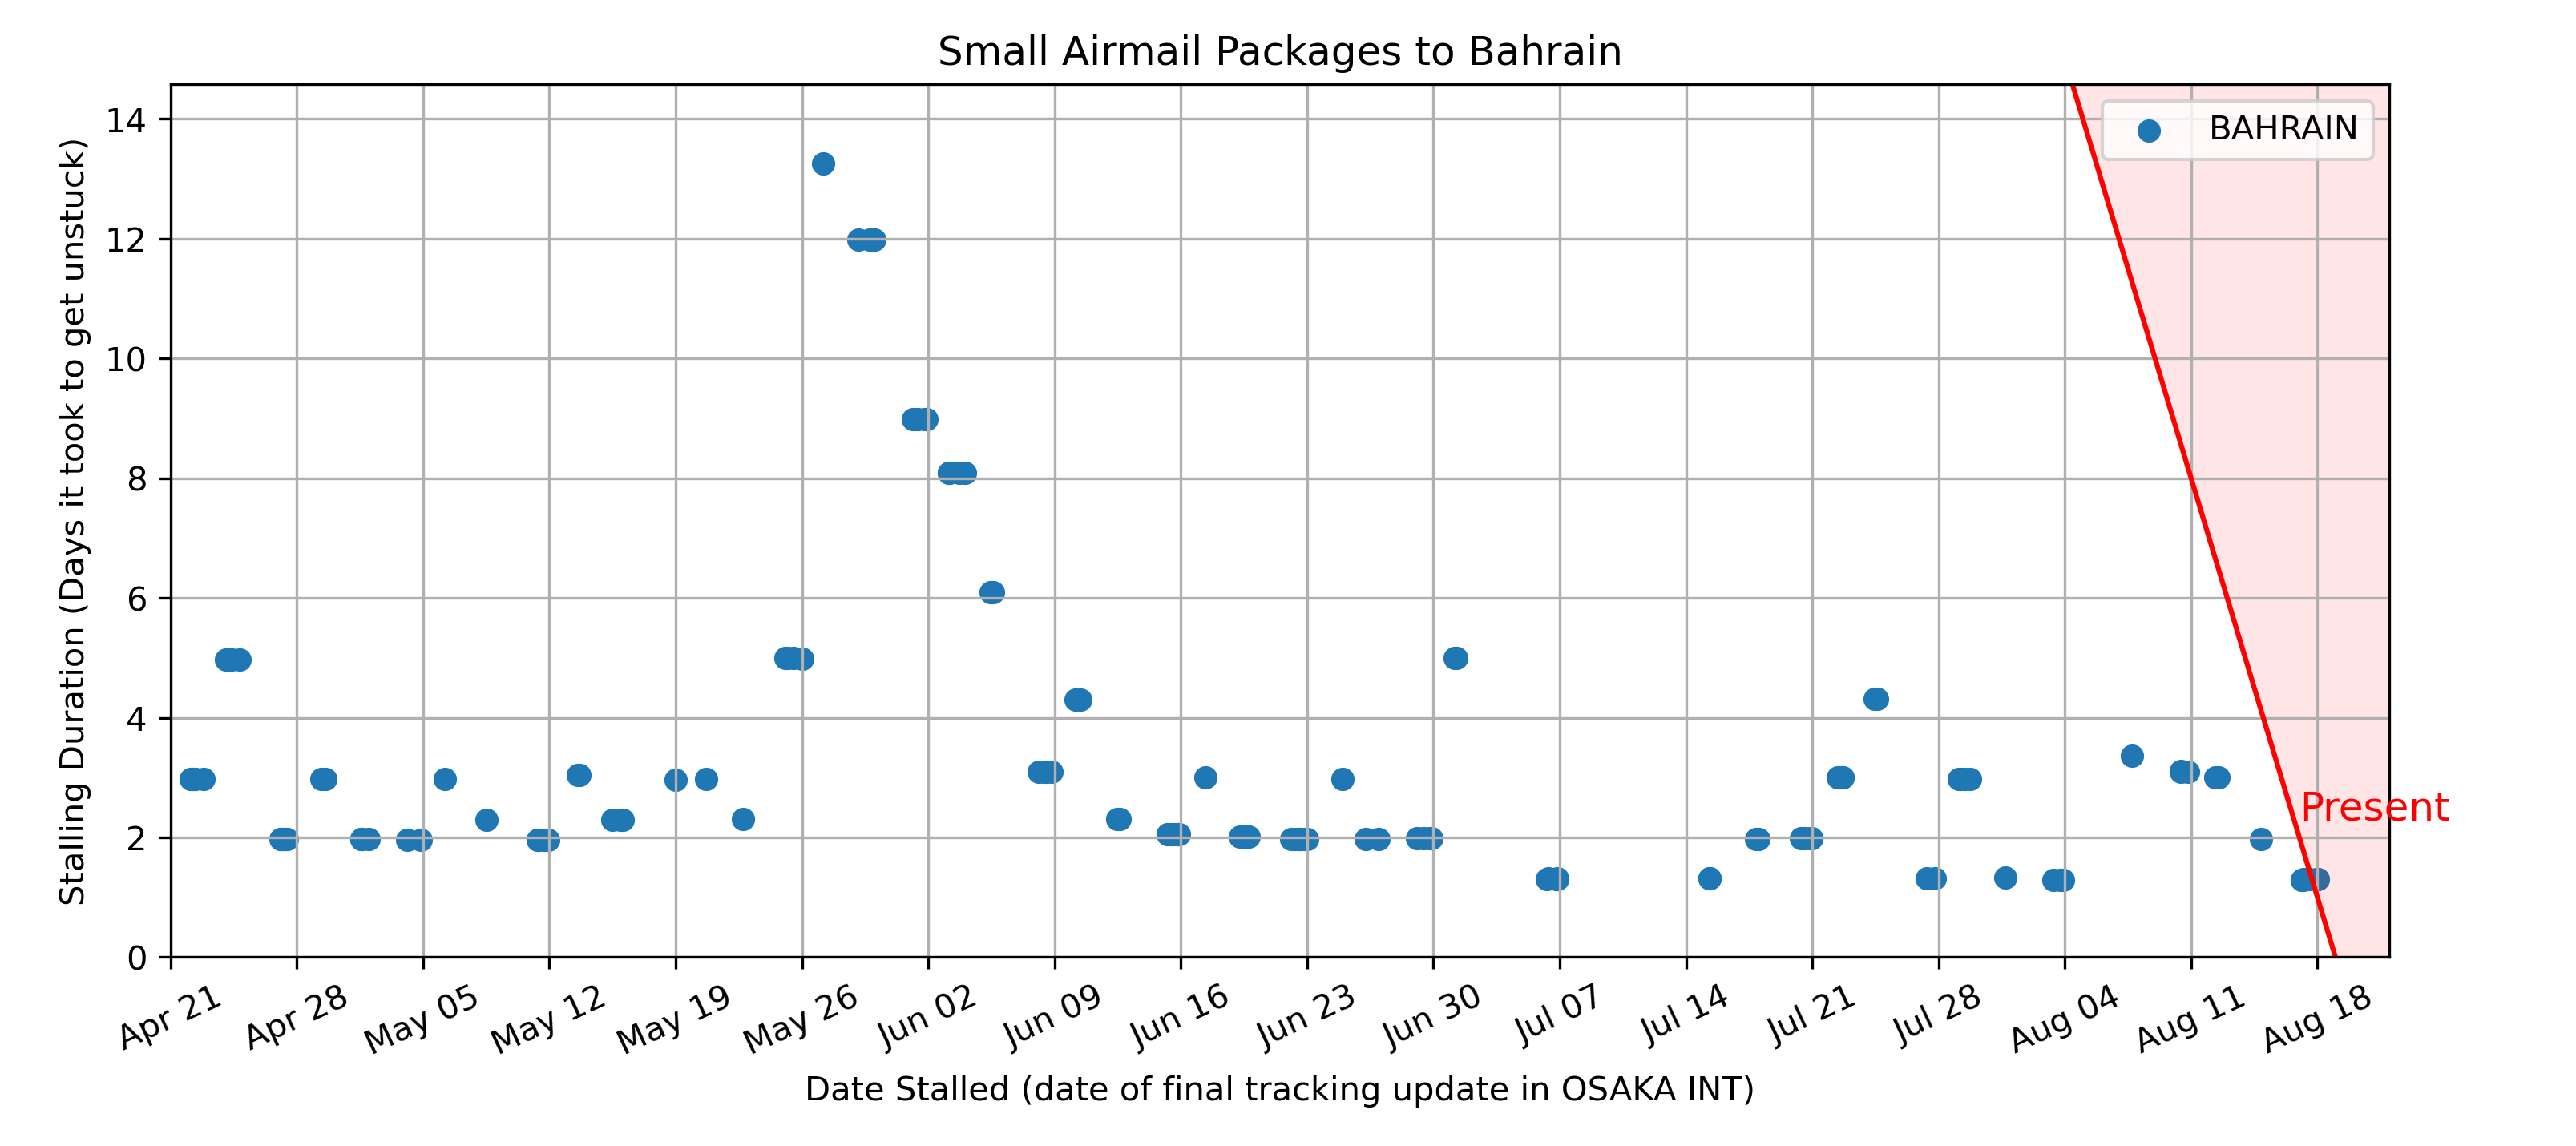 Small Airmail Packages to Bahrain
BAHRAIN
Stalling Duration (Days it took to get unstuck)
14
12
10
8
6
4
2
0
Present
Apr 21
Apr 28
May 05
May 12
May 19
May 26
Jun 02
Jun 09
Jun 16
Jun 23
Jun 30
Jul 07
Jul 14
Jul 21
Jul 28
Aug 04
Aug 11
Aug 18
Date Stalled (date of final tracking update in OSAKA INT)